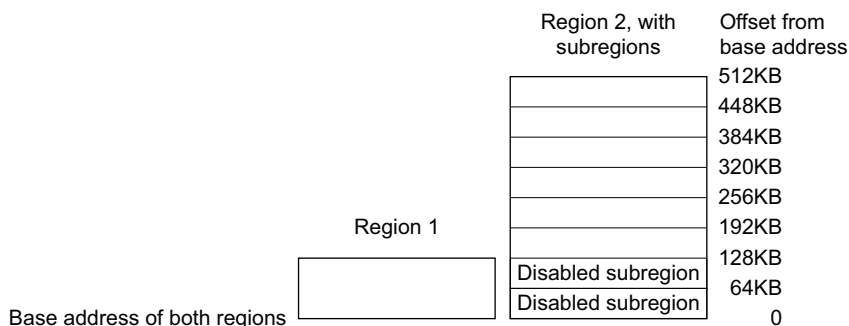 Region 2, with
subregions
Offset from
base address
512KB
448KB
384KB
320KB
256KB
192KB
Region 1
128KB
Disabled subregion
64KB
Disabled subregion
Base address of both regions
0